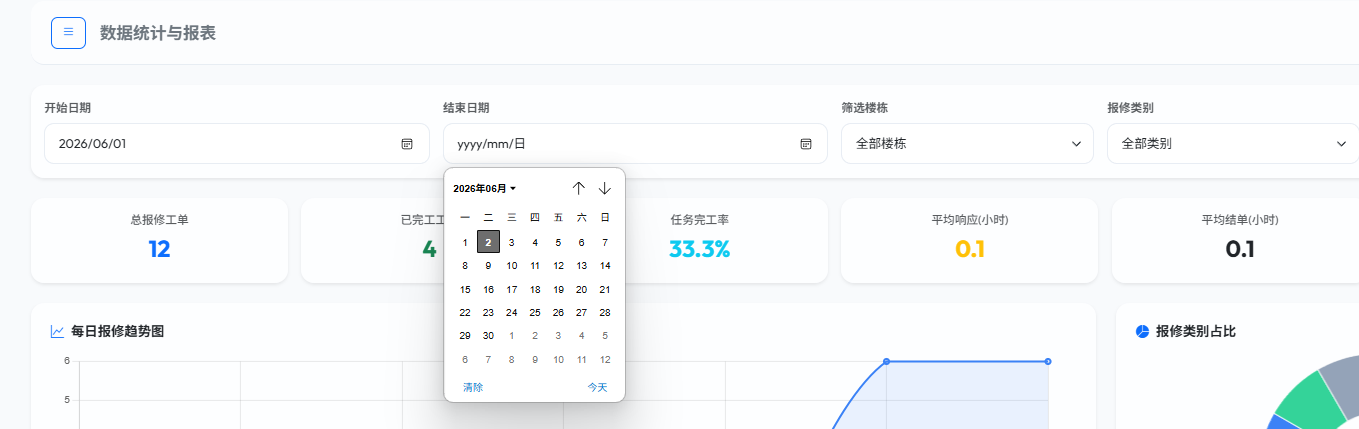 数据统计与报表
开始日期 结束日期 筛选楼栋 报修类别
2026/06/01 yyyy/mm/日 全部楼栋 全部类别
2026年06月
一 二 三 四 五 六 日
1 2 3 4 5 6 7
8 9 10 11 12 13 14
15 16 17 18 19 20 21
22 23 24 25 26 27 28
29 30 1 2 3 4 5
6 7 8 9 10 11 12
清除 今天
总报修工单 已完工 任务完工率 平均响应(小时) 平均结单(小时)
12 4 33.3% 0.1 0.1
每日报修趋势图 报修类别占比
6
5